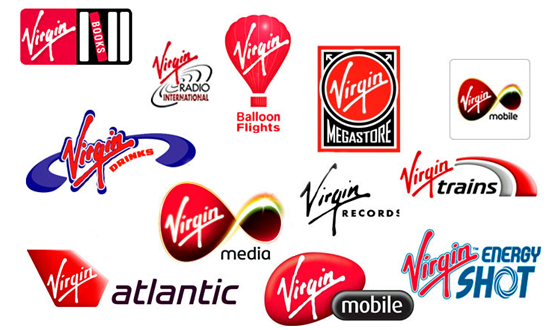 Virgin
BOOKS
Virgin
RADIO
INTERNATIONAL
Virgin
Balloon
Flights
Virgin
MEGASTORE
Virgin
mobile
Virgin
DRINKS
Virgin
media
Virgin
RECORDS
Virgin
trains
Virgin
atlantic
Virgin
mobile
Virgin™ ENERGY
SHOT